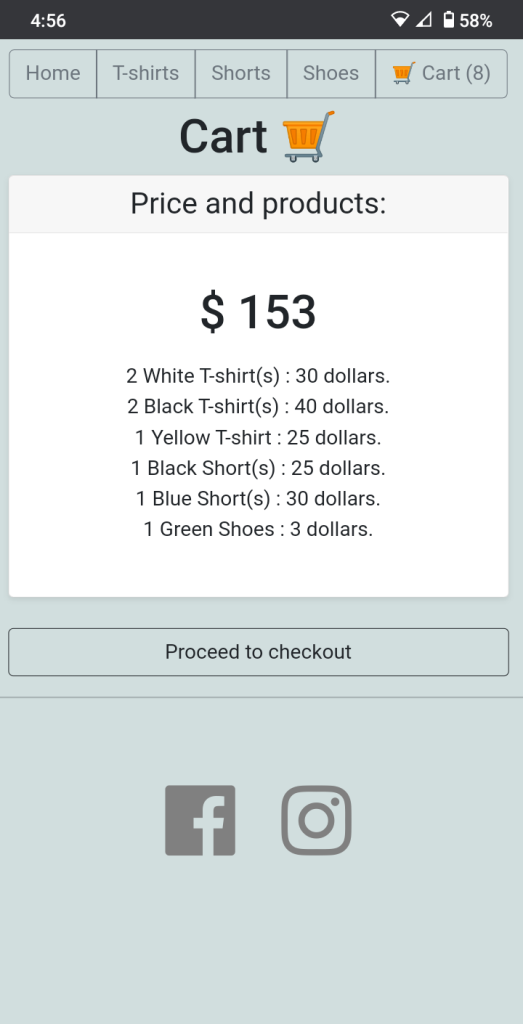 4:56 58%
Home T-shirts Shorts Shoes 🛒 Cart (8)
Cart 🛒
Price and products:
$ 153
2 White T-shirt(s) : 30 dollars.
2 Black T-shirt(s) : 40 dollars.
1 Yellow T-shirt : 25 dollars.
1 Black Short(s) : 25 dollars.
1 Blue Short(s) : 30 dollars.
1 Green Shoes : 3 dollars.
Proceed to checkout